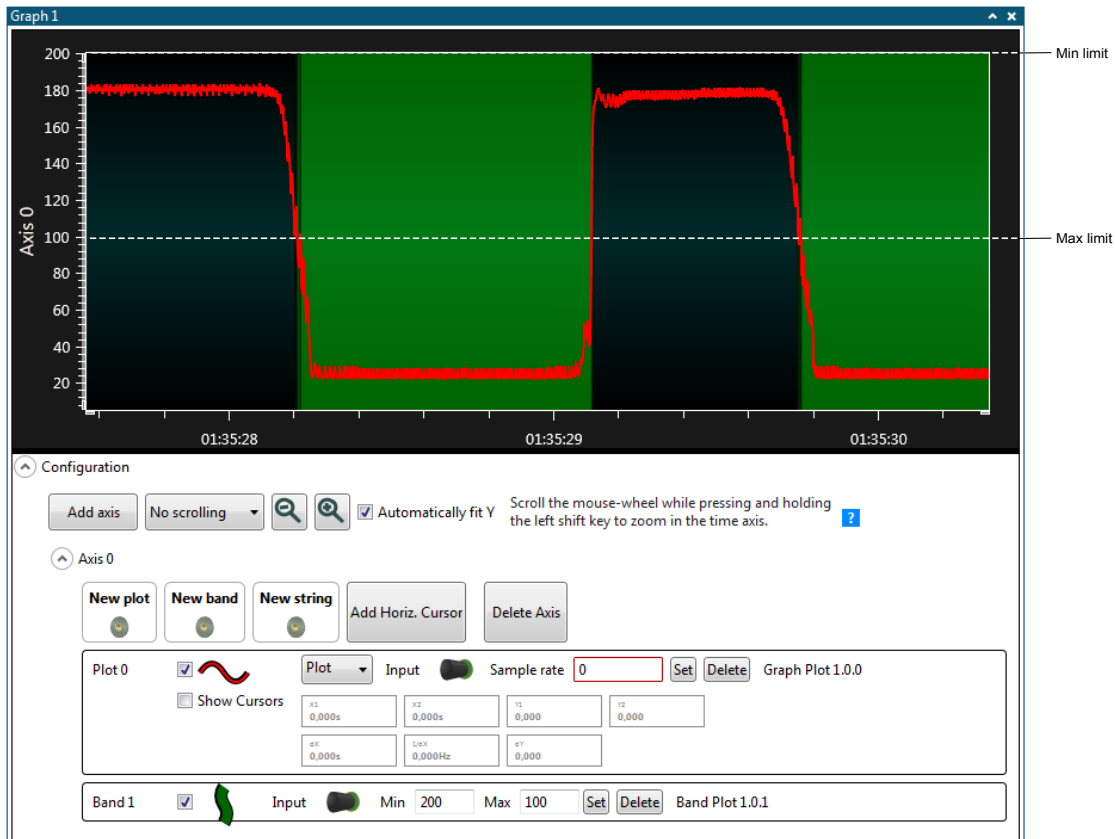 Graph 1
200
180
160
140
120
100
80
60
40
20
Axis 0
Min limit
Max limit
01:35:28 01:35:29 01:35:30
Configuration
Add axis No scrolling Automatically fit Y Scroll the mouse-wheel while pressing and holding
the left shift key to zoom in the time axis. ?
Axis 0
New plot New band New string Add Horiz. Cursor Delete Axis
Plot 0 Plot Input Sample rate 0 Set Delete Graph Plot 1.0.0
Show Cursors
X1 X2 Y1 Y2
0,000s 0,000s 0,000 0,000
dX 1/dX dY
0,000s 0,000Hz 0,000
Band 1 Input Min 200 Max 100 Set Delete Band Plot 1.0.1